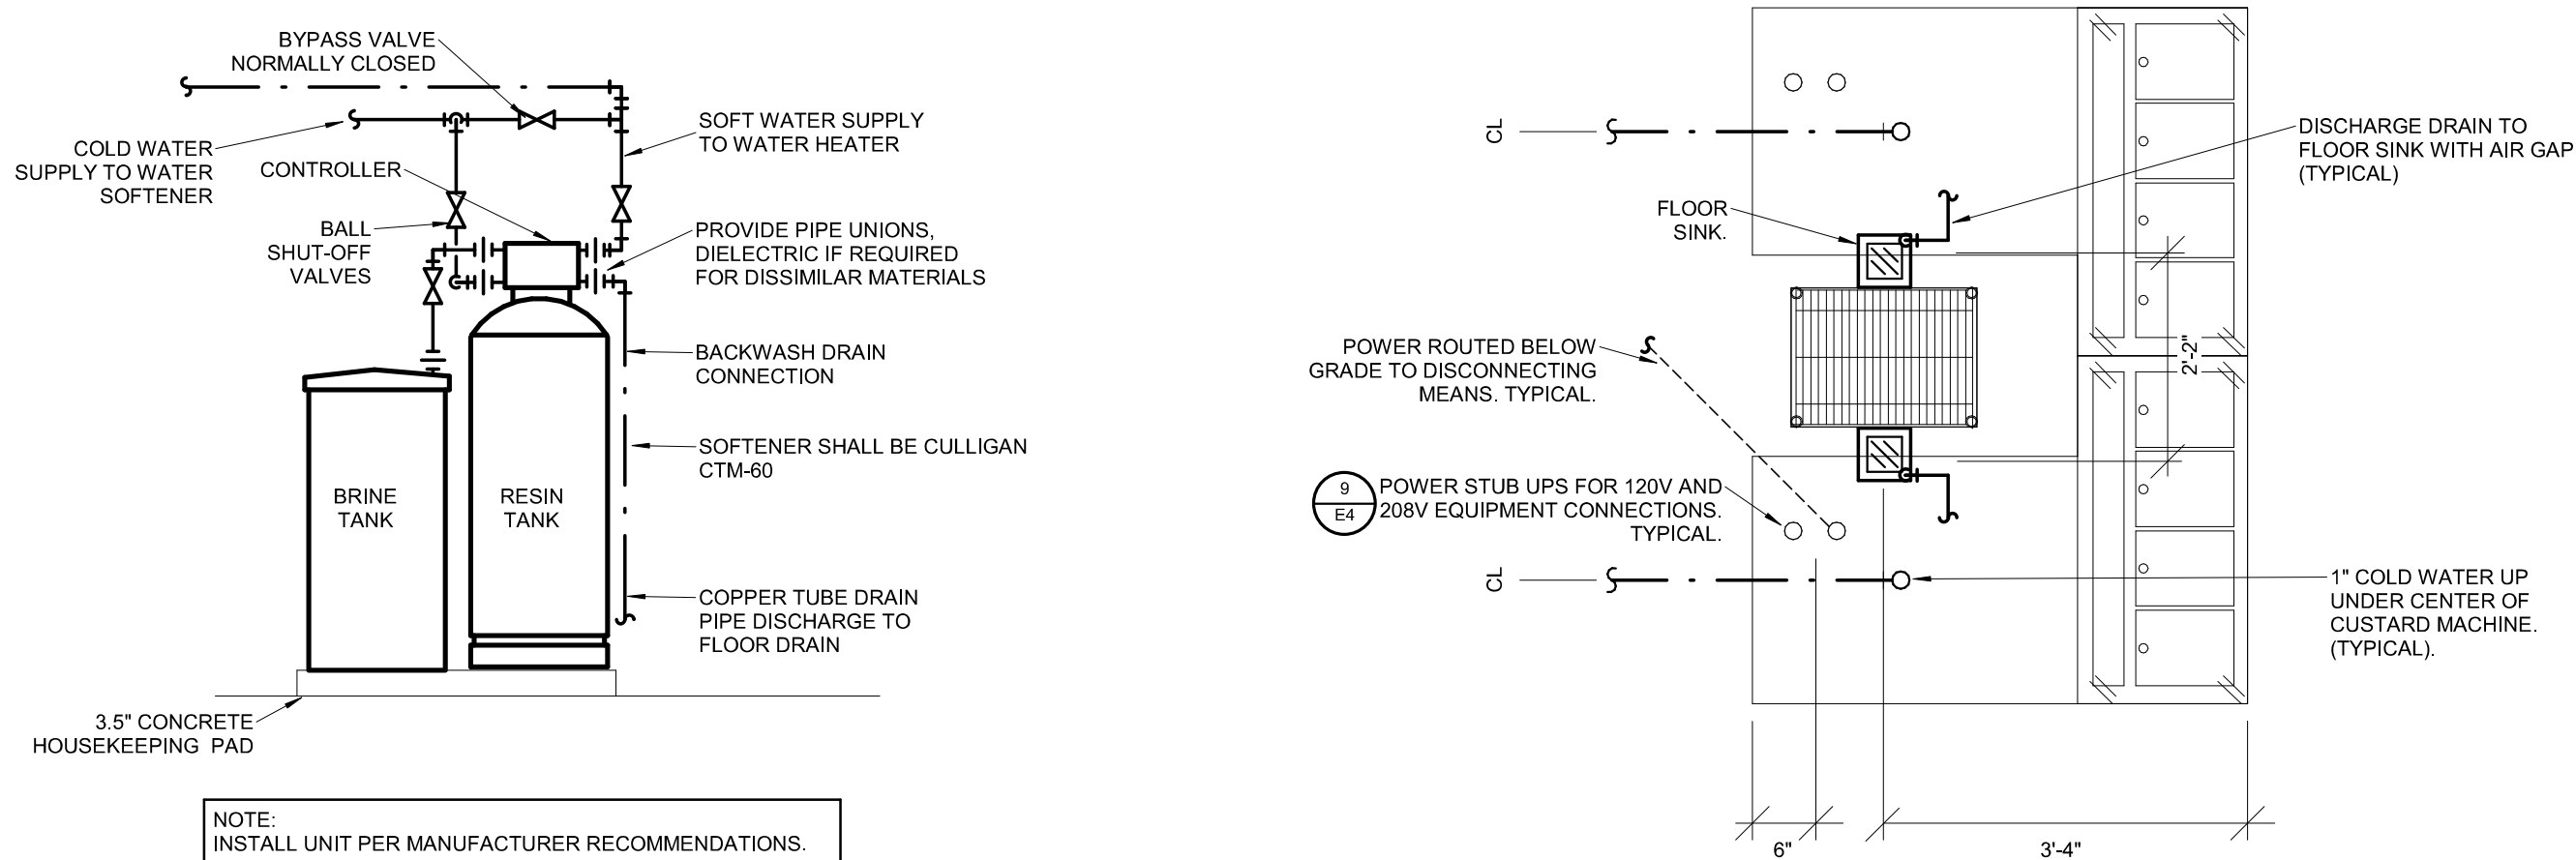 BYPASS VALVE
NORMALLY CLOSED
COLD WATER
SUPPLY TO WATER
SOFTENER
CONTROLLER
SOFT WATER SUPPLY
TO WATER HEATER
BALL
SHUT-OFF
VALVES
PROVIDE PIPE UNIONS,
DIELECTRIC IF REQUIRED
FOR DISSIMILAR MATERIALS
BACKWASH DRAIN
CONNECTION
SOFTENER SHALL BE CULLIGAN
CTM-60
BRINE
TANK
RESIN
TANK
COPPER TUBE DRAIN
PIPE DISCHARGE TO
FLOOR DRAIN
3.5" CONCRETE
HOUSEKEEPING PAD
NOTE:
INSTALL UNIT PER MANUFACTURER RECOMMENDATIONS.
CL
DISCHARGE DRAIN TO
FLOOR SINK WITH AIR GAP
(TYPICAL)
FLOOR
SINK.
2'-2"
POWER ROUTED BELOW
GRADE TO DISCONNECTING
MEANS. TYPICAL.
9
E4
POWER STUB UPS FOR 120V AND
208V EQUIPMENT CONNECTIONS.
TYPICAL.
CL
1" COLD WATER UP
UNDER CENTER OF
CUSTARD MACHINE.
(TYPICAL).
6"
3'-4"